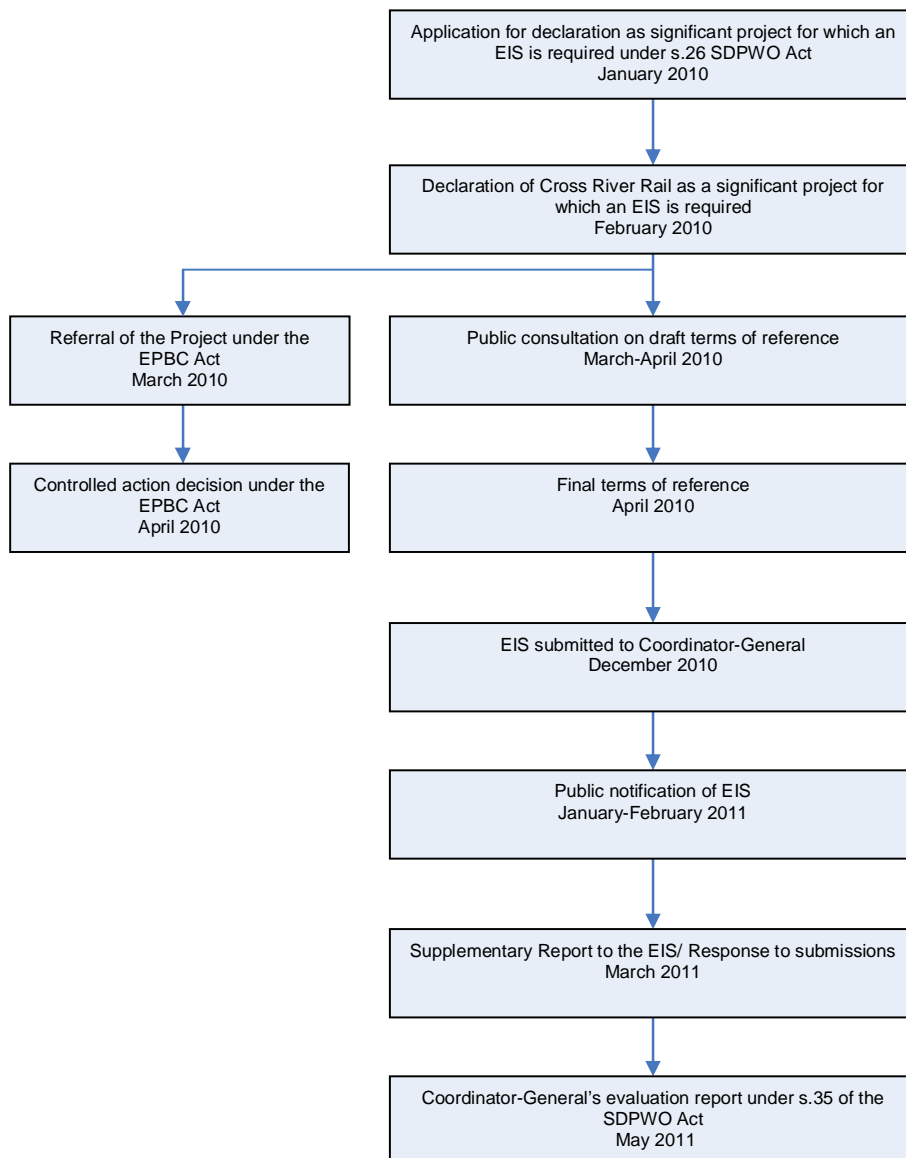 Application for declaration as significant project for which an
EIS is required under s.26 SDPWO Act
January 2010
Declaration of Cross River Rail as a significant project for
which an EIS is required
February 2010
Referral of the Project under the
EPBC Act
March 2010
Public consultation on draft terms of reference
March-April 2010
Controlled action decision under the
EPBC Act
April 2010
Final terms of reference
April 2010
EIS submitted to Coordinator-General
December 2010
Public notification of EIS
January-February 2011
Supplementary Report to the EIS/ Response to submissions
March 2011
Coordinator-General’s evaluation report under s.35 of the
SDPWO Act
May 2011